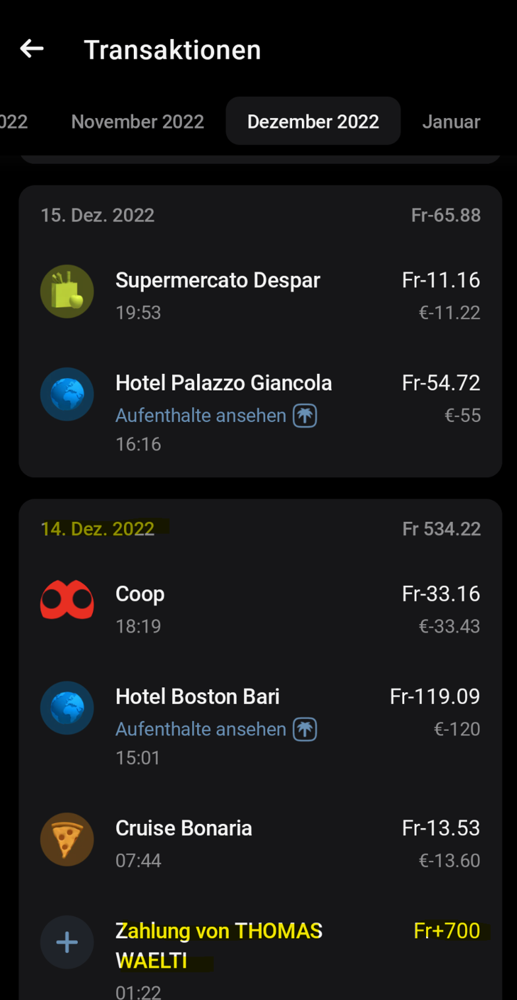 Transaktionen
022 November 2022 Dezember 2022 Januar
15. Dez. 2022 Fr-65.88
Supermercato Despar Fr-11.16
19:53 €-11.22
Hotel Palazzo Giancola Fr-54.72
Aufenthalte ansehen €-55
16:16
14. Dez. 2022 Fr 534.22
Coop Fr-33.16
18:19 €-33.43
Hotel Boston Bari Fr-119.09
Aufenthalte ansehen €-120
15:01
Cruise Bonaria Fr-13.53
07:44 €-13.60
Zahlung von THOMAS Fr+700
WAELTI
01:22